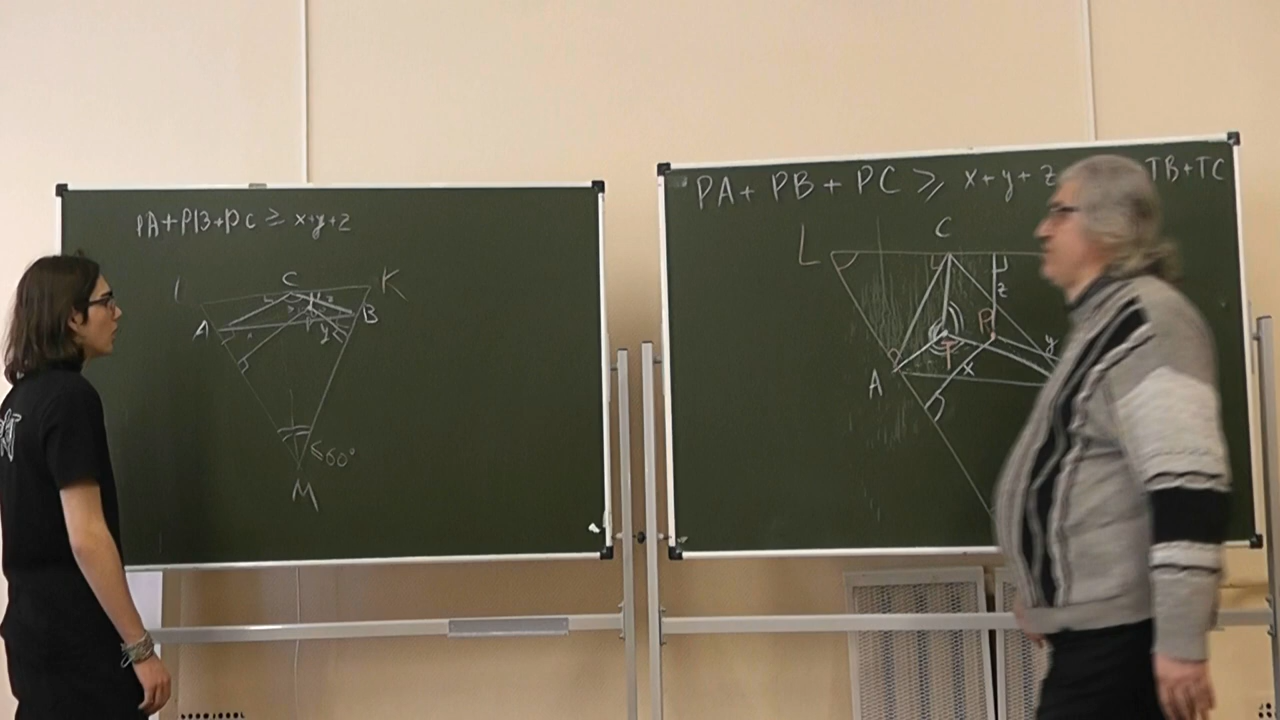 PA+PB+PC ≥ x+y+z
L
C
K
A
B
x
z
y
≤60°
M
PA + PB + PC ⩾ x+y+z
TB+TC
L
C
z
P
T
x
y
A